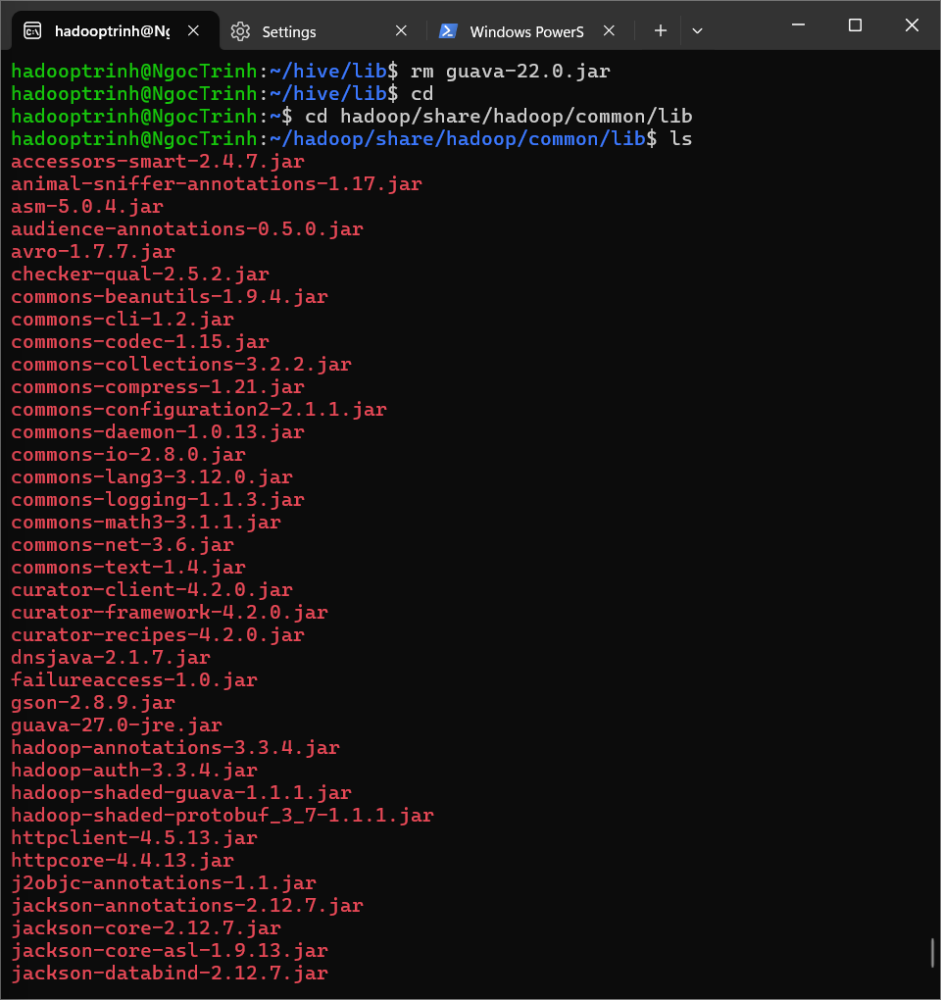 hadooptrinh@Ng
Settings
Windows PowerS
hadooptrinh@NgocTrinh:~/hive/lib$ rm guava-22.0.jar
hadooptrinh@NgocTrinh:~/hive/lib$ cd
hadooptrinh@NgocTrinh:~$ cd hadoop/share/hadoop/common/lib
hadooptrinh@NgocTrinh:~/hadoop/share/hadoop/common/lib$ ls
accessors-smart-2.4.7.jar
animal-sniffer-annotations-1.17.jar
asm-5.0.4.jar
audience-annotations-0.5.0.jar
avro-1.7.7.jar
checker-qual-2.5.2.jar
commons-beanutils-1.9.4.jar
commons-cli-1.2.jar
commons-codec-1.15.jar
commons-collections-3.2.2.jar
commons-compress-1.21.jar
commons-configuration2-2.1.1.jar
commons-daemon-1.0.13.jar
commons-io-2.8.0.jar
commons-lang3-3.12.0.jar
commons-logging-1.1.3.jar
commons-math3-3.1.1.jar
commons-net-3.6.jar
commons-text-1.4.jar
curator-client-4.2.0.jar
curator-framework-4.2.0.jar
curator-recipes-4.2.0.jar
dnsjava-2.1.7.jar
failureaccess-1.0.jar
gson-2.8.9.jar
guava-27.0-jre.jar
hadoop-annotations-3.3.4.jar
hadoop-auth-3.3.4.jar
hadoop-shaded-guava-1.1.1.jar
hadoop-shaded-protobuf_3_7-1.1.1.jar
httpclient-4.5.13.jar
httpcore-4.4.13.jar
j2objc-annotations-1.1.jar
jackson-annotations-2.12.7.jar
jackson-core-2.12.7.jar
jackson-core-asl-1.9.13.jar
jackson-databind-2.12.7.jar